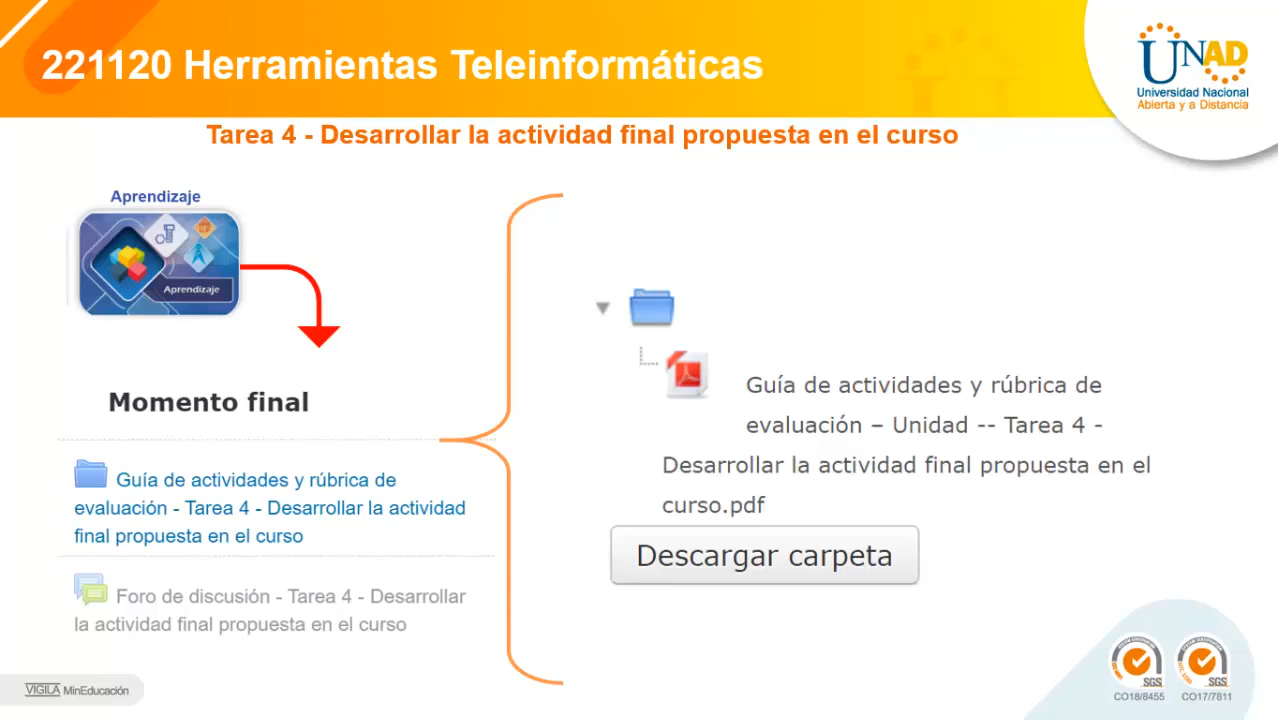 221120 Herramientas Teleinformáticas
UNAD
Universidad Nacional
Abierta y a Distancia
Tarea 4 - Desarrollar la actividad final propuesta en el curso
Aprendizaje
Aprendizaje
Momento final
Guía de actividades y rúbrica de
evaluación - Tarea 4 - Desarrollar la actividad
final propuesta en el curso
Foro de discusión - Tarea 4 - Desarrollar
la actividad final propuesta en el curso
Guía de actividades y rúbrica de
evaluación – Unidad -- Tarea 4 -
Desarrollar la actividad final propuesta en el
curso.pdf
Descargar carpeta
VIGILADA MinEducación
SGS
SGS
CO18/8455
CO17/7811